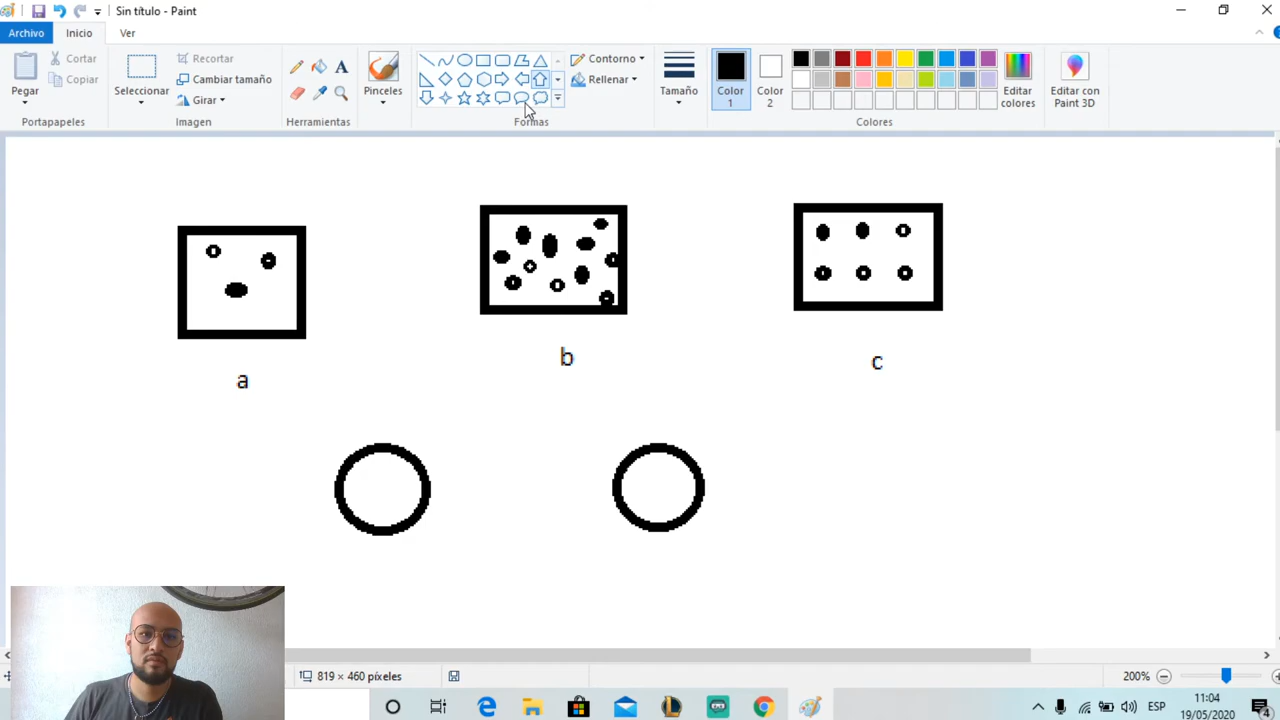 Sin título - Paint
Archivo Inicio Ver
Pegar
Cortar
Copiar
Portapapeles
Seleccionar
Recortar
Cambiar tamaño
Girar
Imagen
Herramientas
Pinceles
Contorno
Rellenar
Formas
Tamaño
Color 1
Color 2
Editar colores
Colores
Editar con Paint 3D
a
b
c
819 × 460 píxeles
200%
ESP
11:04
19/05/2020
4